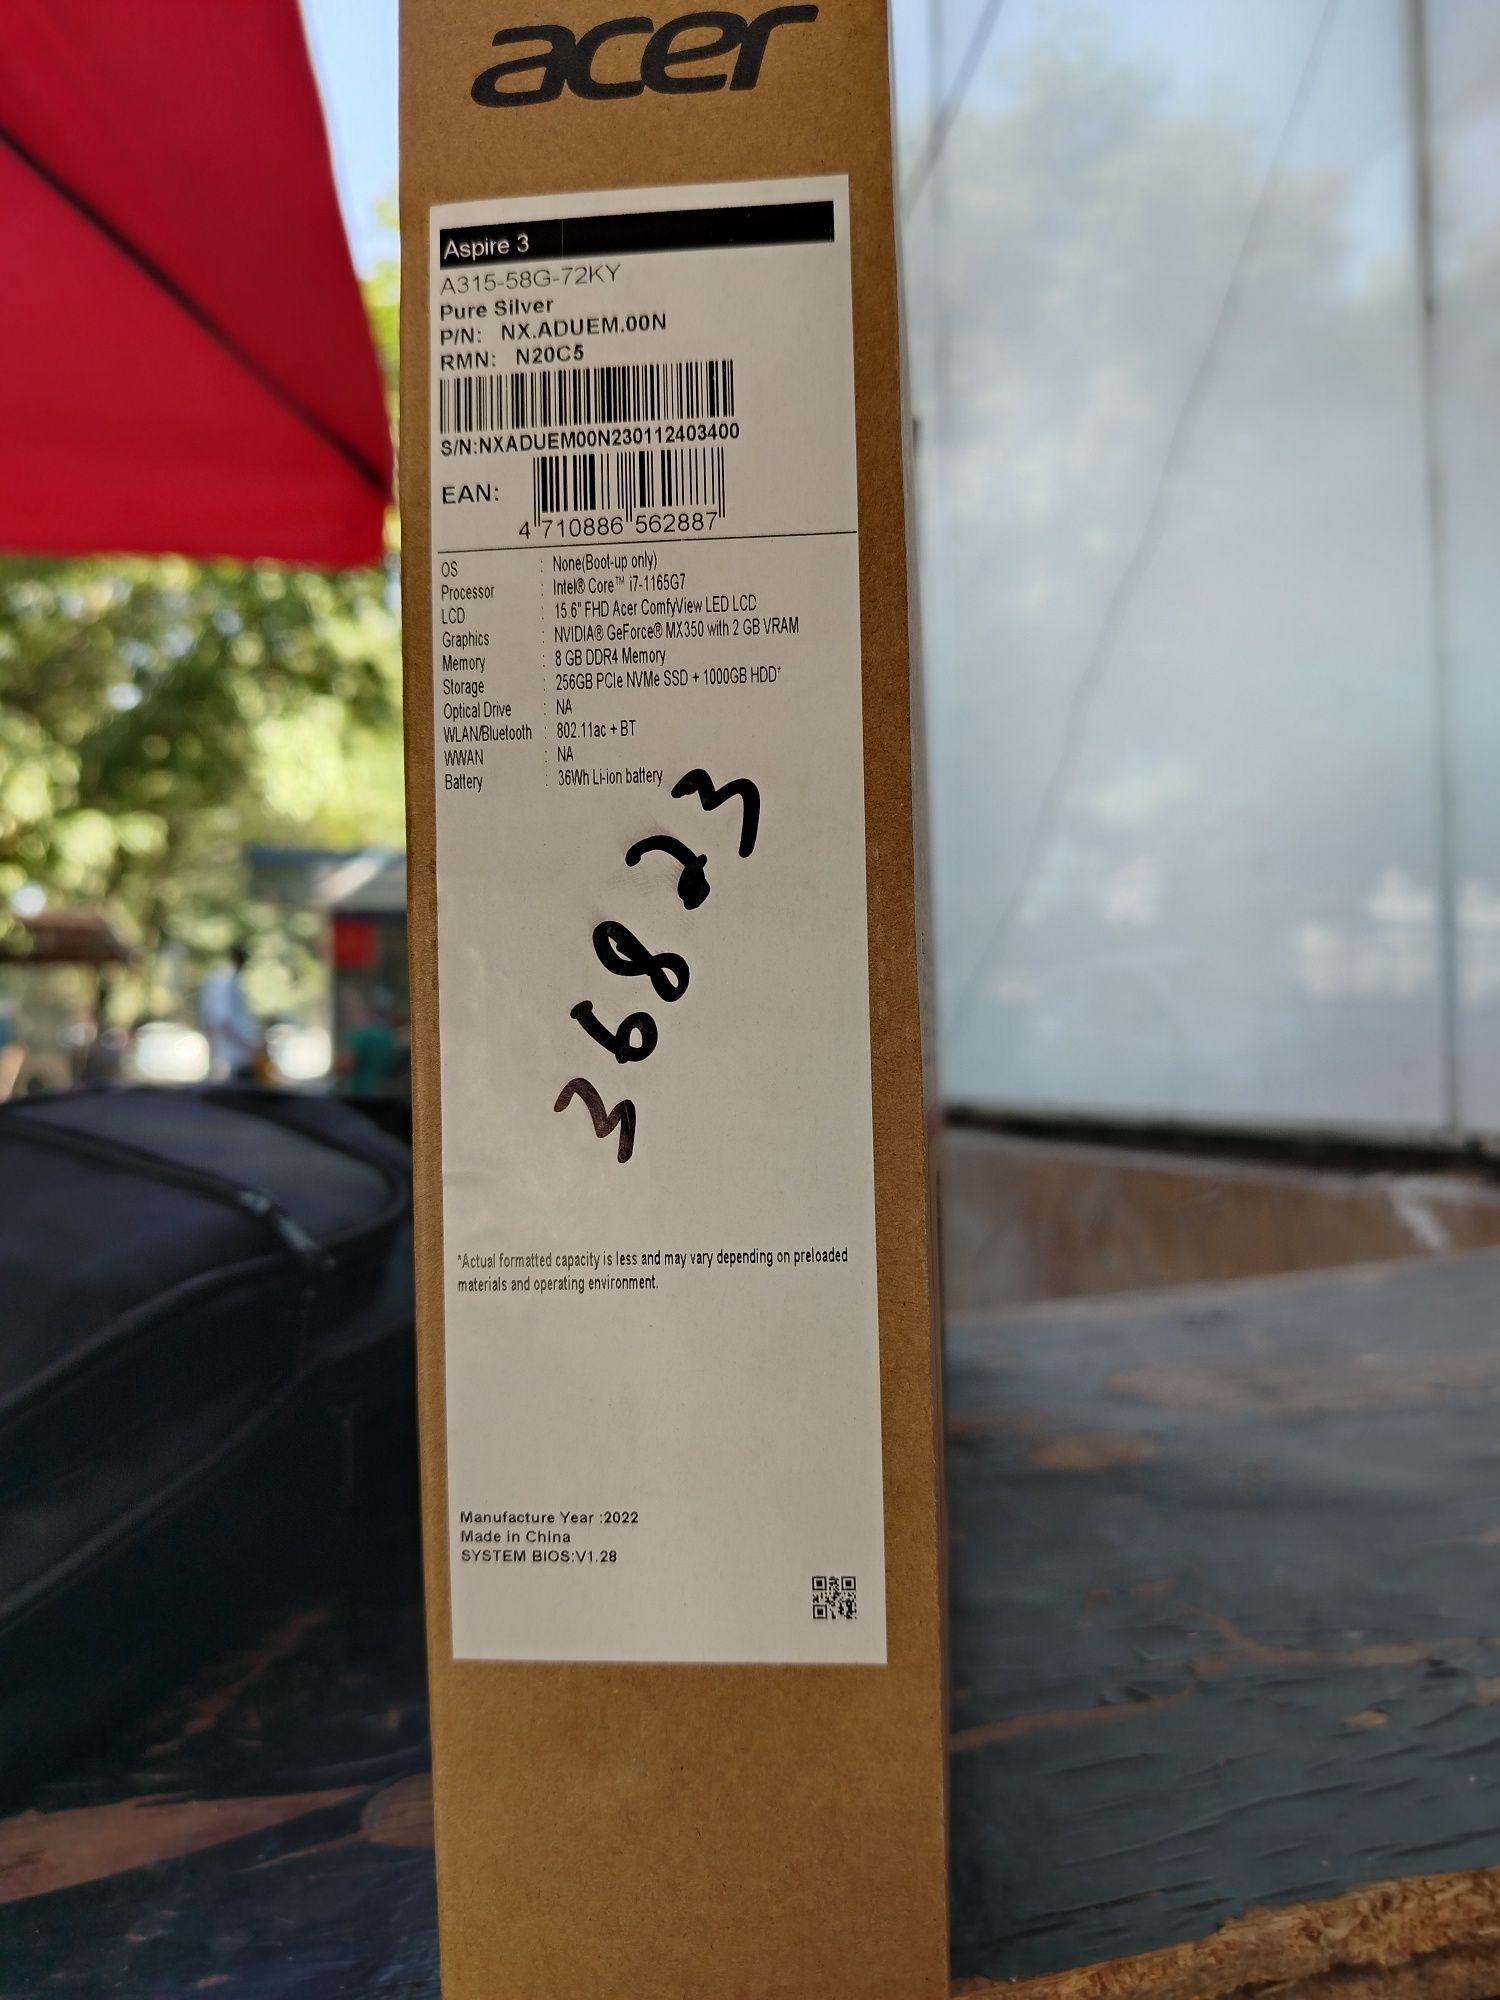 acer
Aspire 3
A315-58G-72KY
Pure Silver
P/N: NX.ADUEM.00N
RMN: N20C5
S/N:NXADUEM00N230112403400
EAN:
4 710886 562887
OS : None(Boot-up only)
Processor : Intel® Core™ i7-1165G7
LCD : 15.6" FHD Acer ComfyView LED LCD
Graphics : NVIDIA® GeForce® MX350 with 2 GB VRAM
Memory : 8 GB DDR4 Memory
Storage : 256GB PCIe NVMe SSD + 1000GB HDD*
Optical Drive : NA
WLAN/Bluetooth : 802.11ac + BT
WWAN : NA
Battery : 36Wh Li-ion battery
36823
*Actual formatted capacity is less and may vary depending on preloaded
materials and operating environment.
Manufacture Year :2022
Made in China
SYSTEM BIOS:V1.28